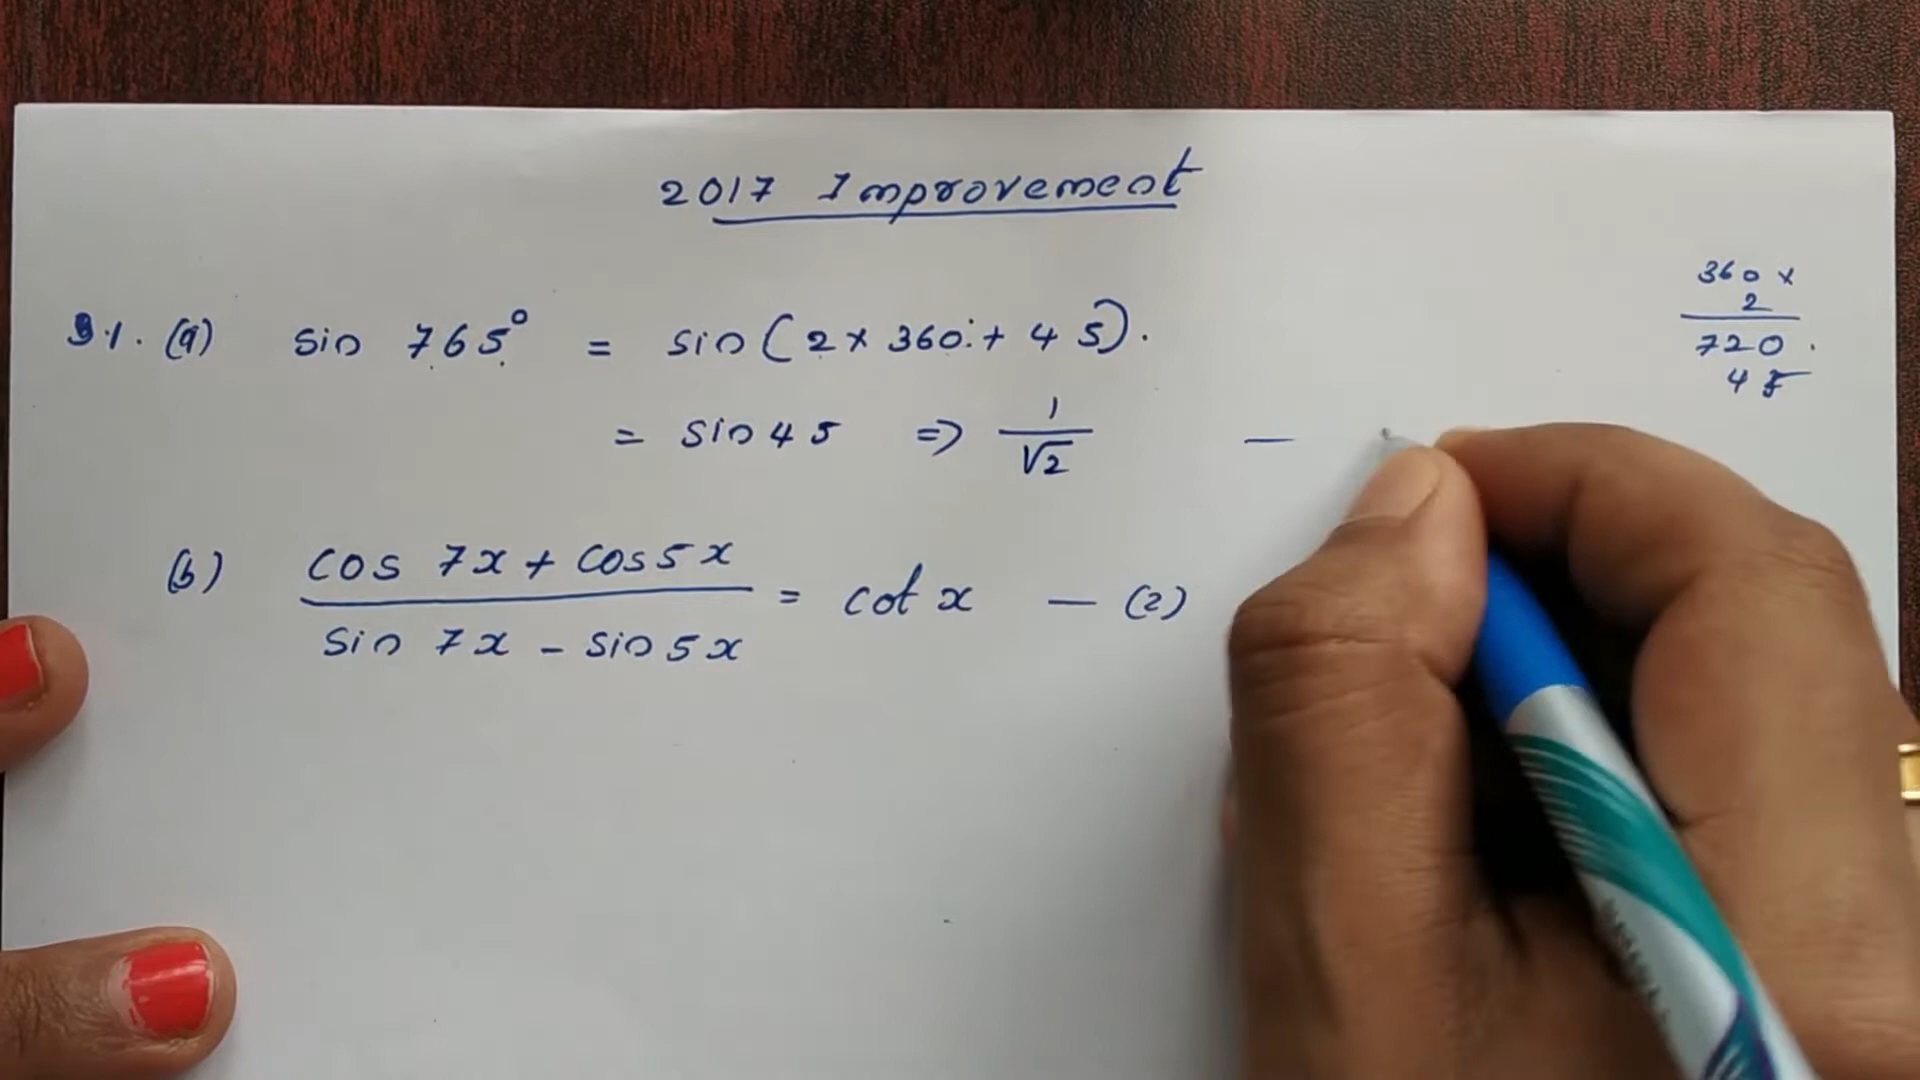 2017 Improvement
360 x
2
720 .
45
31. (a) sin 765° = sin (2 x 360 + 45).
= sin 45 => 1/√2 —
(b) cos 7x + cos 5x / sin 7x - sin 5x = cot x — (2)